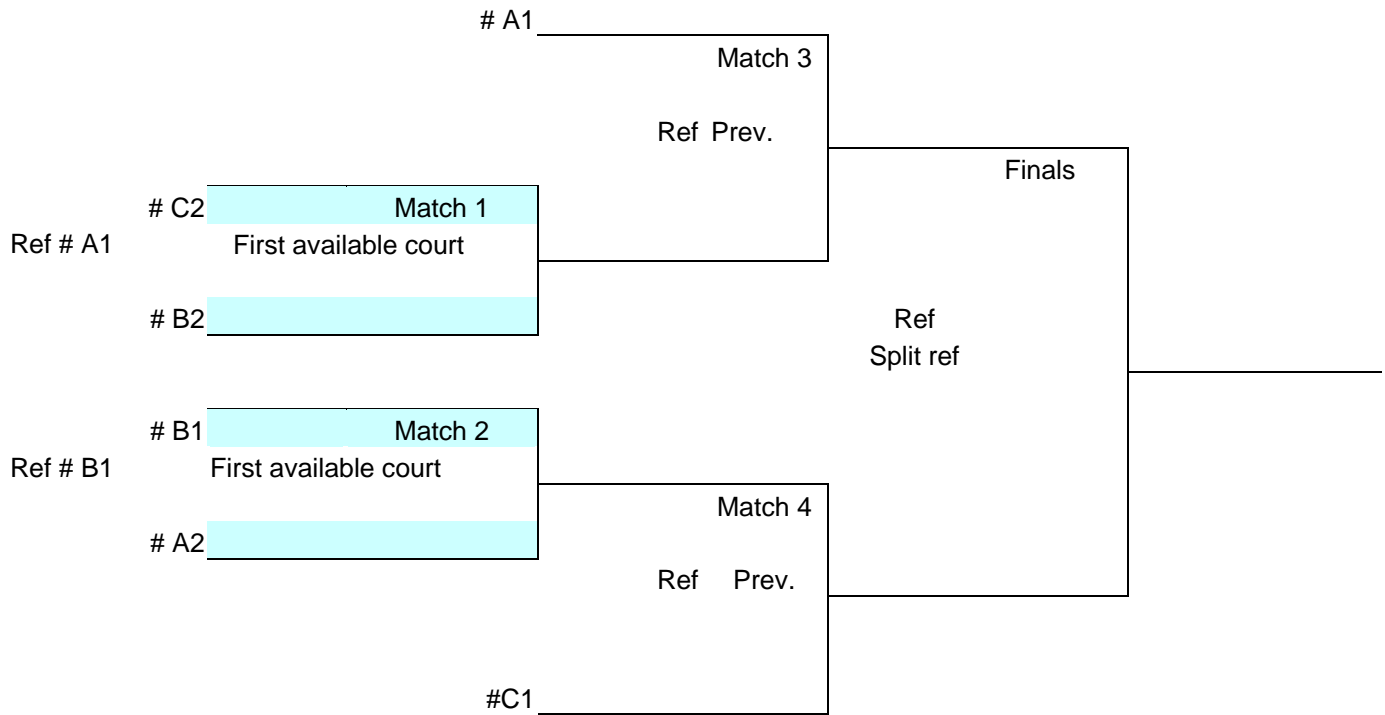 # A1
Match 3
Ref Prev.
Finals
# C2 Match 1
Ref # A1 First available court
# B2
Ref
Split ref
# B1 Match 2
Ref # B1 First available court
Match 4
# A2
Ref Prev.
#C1